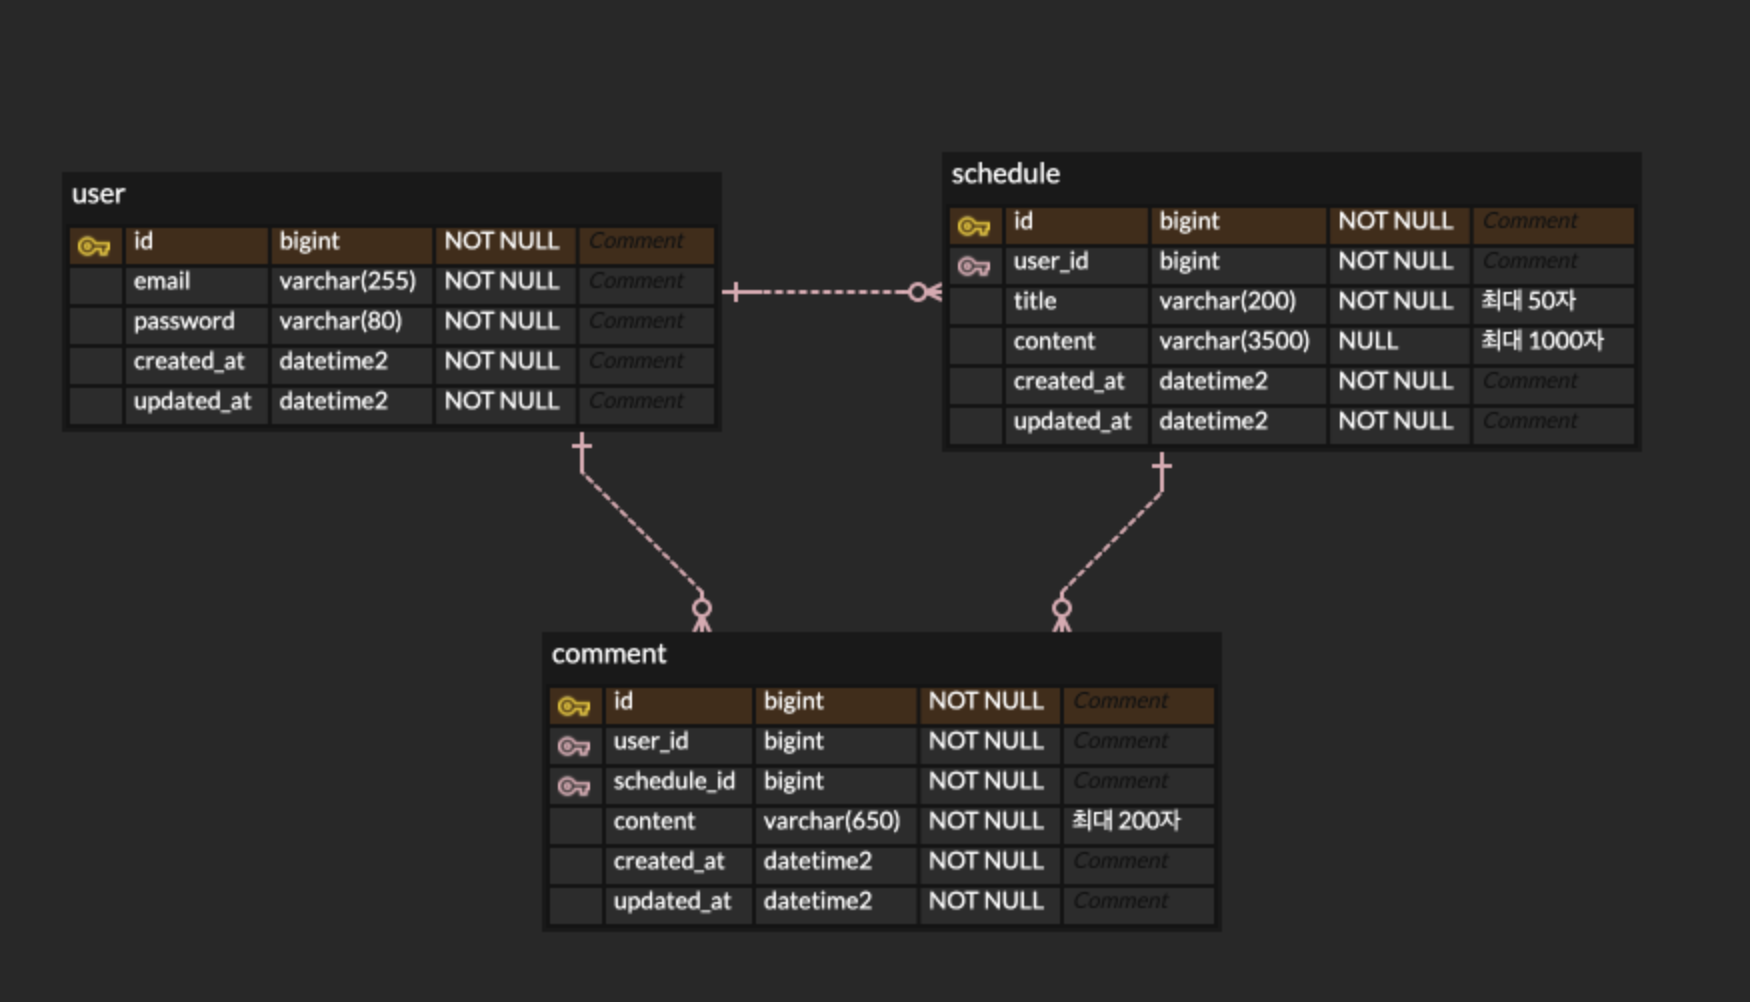 user
id bigint NOT NULL Comment
email varchar(255) NOT NULL Comment
password varchar(80) NOT NULL Comment
created_at datetime2 NOT NULL Comment
updated_at datetime2 NOT NULL Comment
schedule
id bigint NOT NULL Comment
user_id bigint NOT NULL Comment
title varchar(200) NOT NULL 최대 50자
content varchar(3500) NULL 최대 1000자
created_at datetime2 NOT NULL Comment
updated_at datetime2 NOT NULL Comment
comment
id bigint NOT NULL Comment
user_id bigint NOT NULL Comment
schedule_id bigint NOT NULL Comment
content varchar(650) NOT NULL 최대 200자
created_at datetime2 NOT NULL Comment
updated_at datetime2 NOT NULL Comment